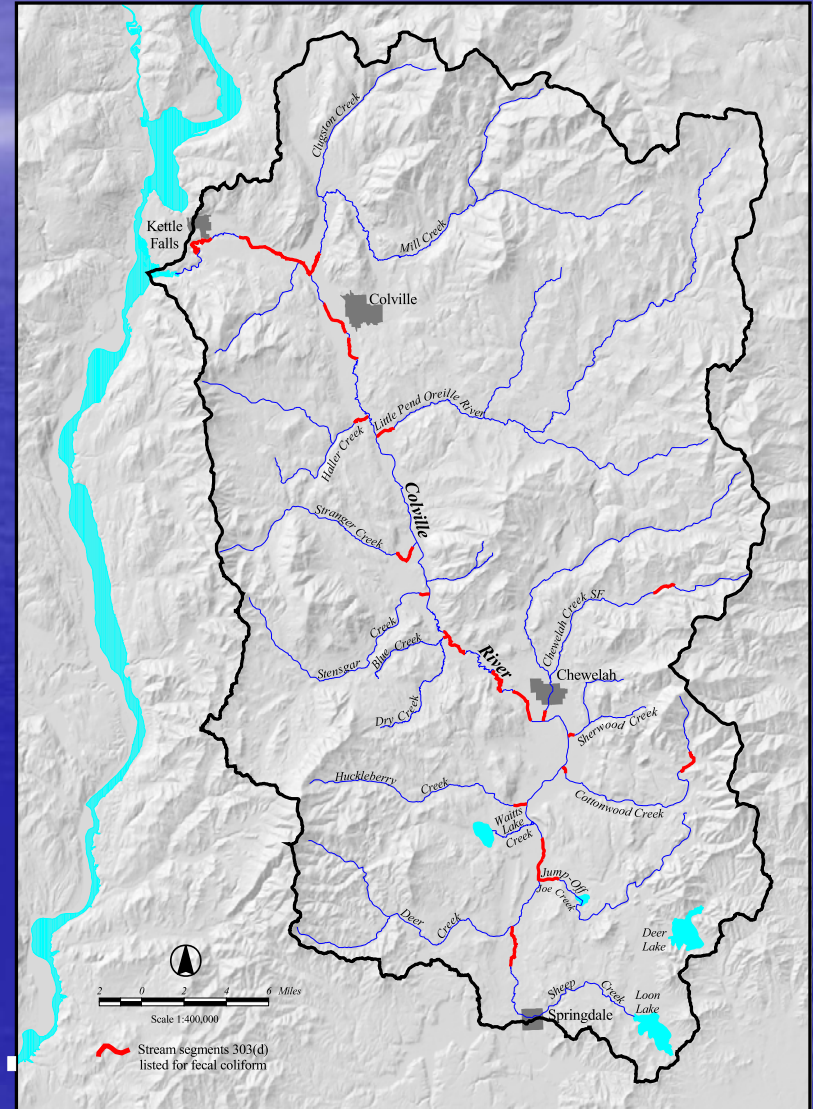 Clugston Creek
Kettle
Falls
Mill Creek
Colville
Little Pend Oreille River
Haller Creek
Colville
Stranger Creek
Chewelah Creek SF
Stensgar
Creek
Blue Creek
River
Chewelah
Dry Creek
Sherwood Creek
Huckleberry
Creek
Cottonwood Creek
Waitts
Lake
Creek
Jump-Off
Joe Creek
Deer
Creek
Deer
Lake
2 0 2 4 6 Miles
Scale 1:400,000
Sheep
Creek
Loon
Lake
Springdale
Stream segments 303(d)
listed for fecal coliform